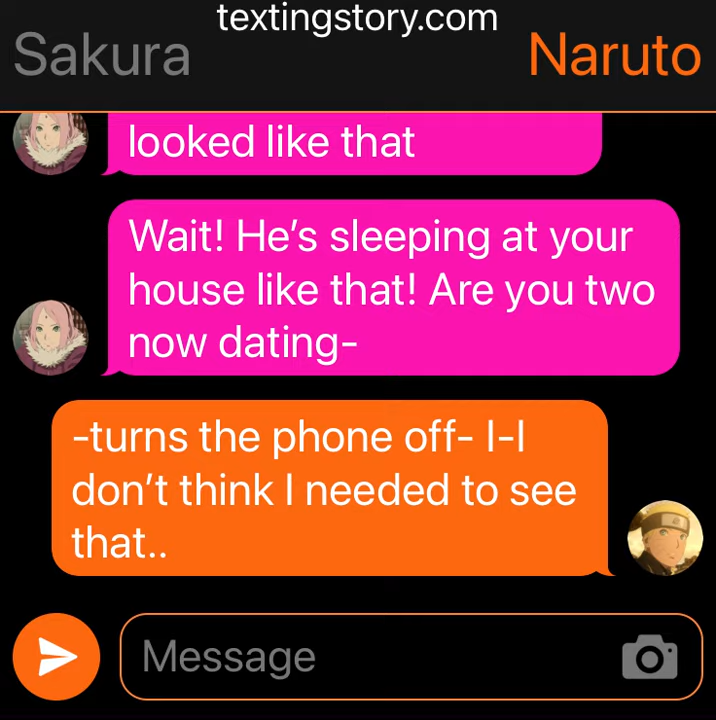 textingstory.com
Sakura
Naruto
looked like that
Wait! He’s sleeping at your
house like that! Are you two
now dating-
-turns the phone off- I-I
don’t think I needed to see
that..
Message